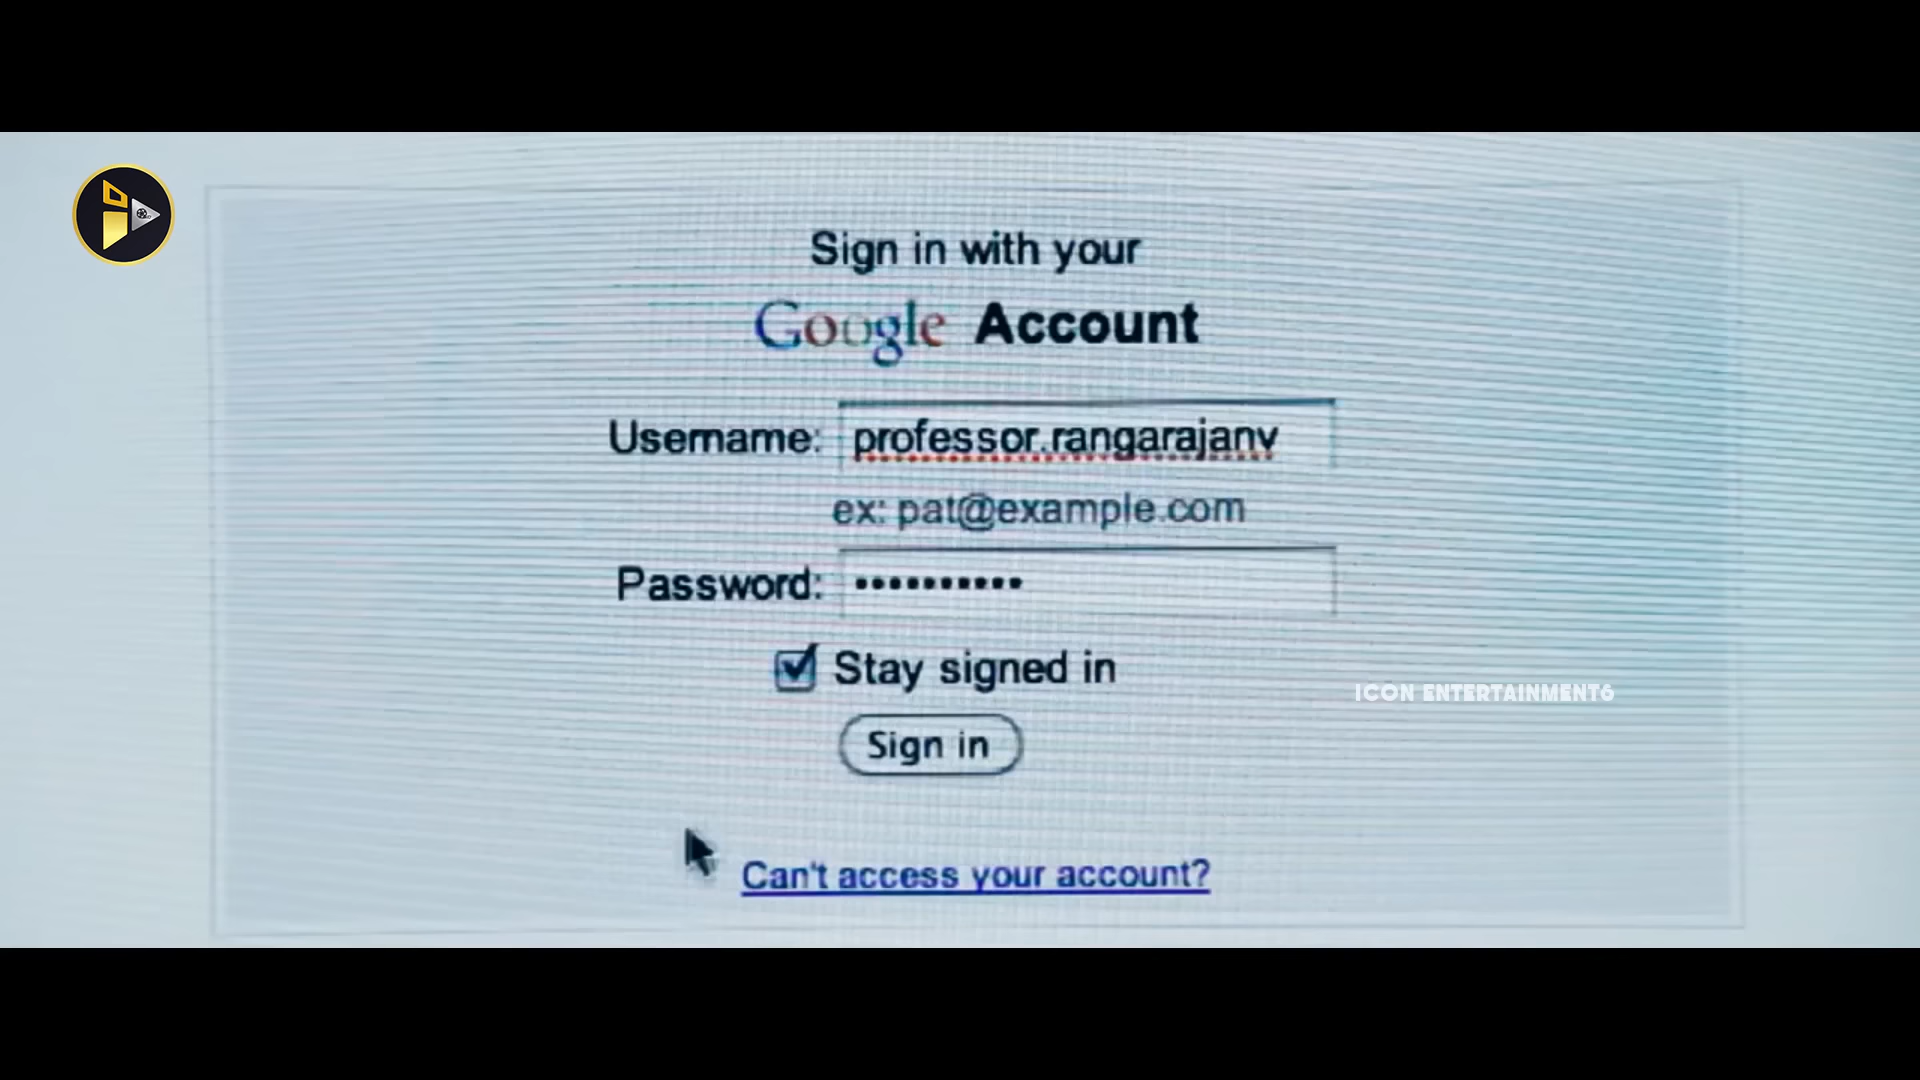 Sign in with your
Google Account
Username: professor.rangarajanv
ex: pat@example.com
Password: ••••••••••
Stay signed in
ICON ENTERTAINMENT6
Sign in
Can't access your account?